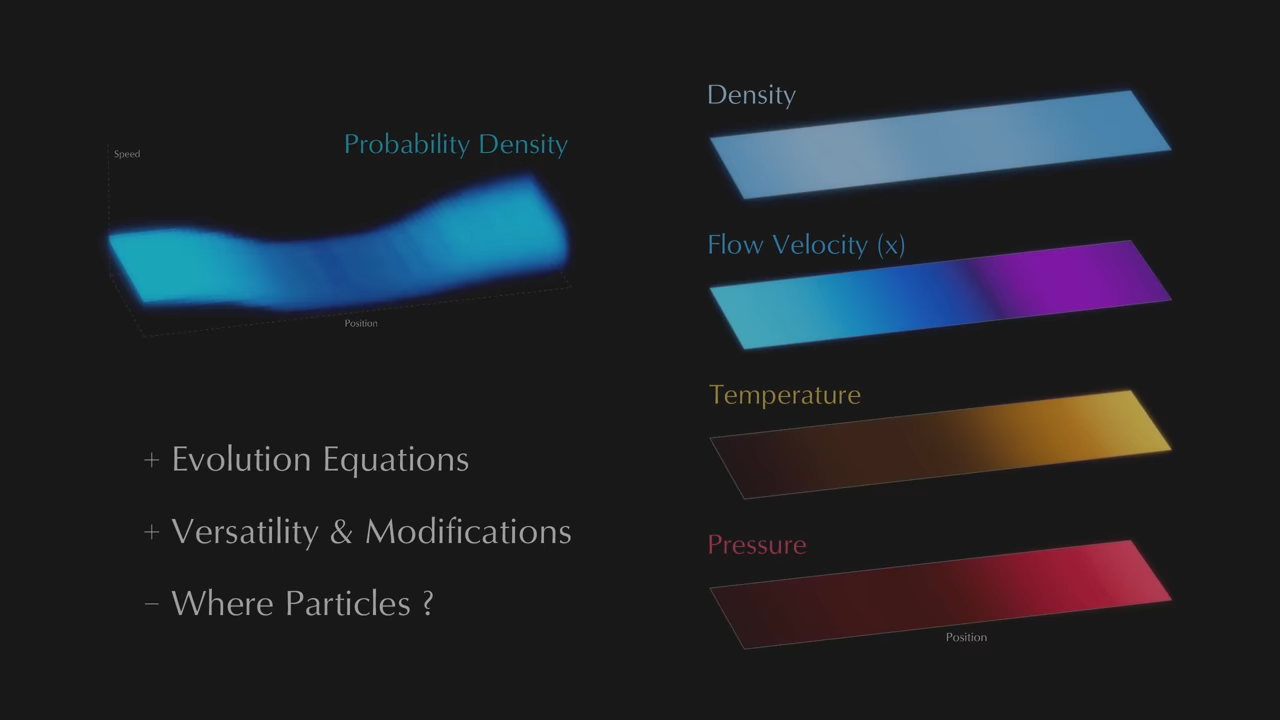 Speed
Probability Density
Position
+ Evolution Equations
+ Versatility & Modifications
− Where Particles ?
Density
Flow Velocity (x)
Temperature
Pressure
Position